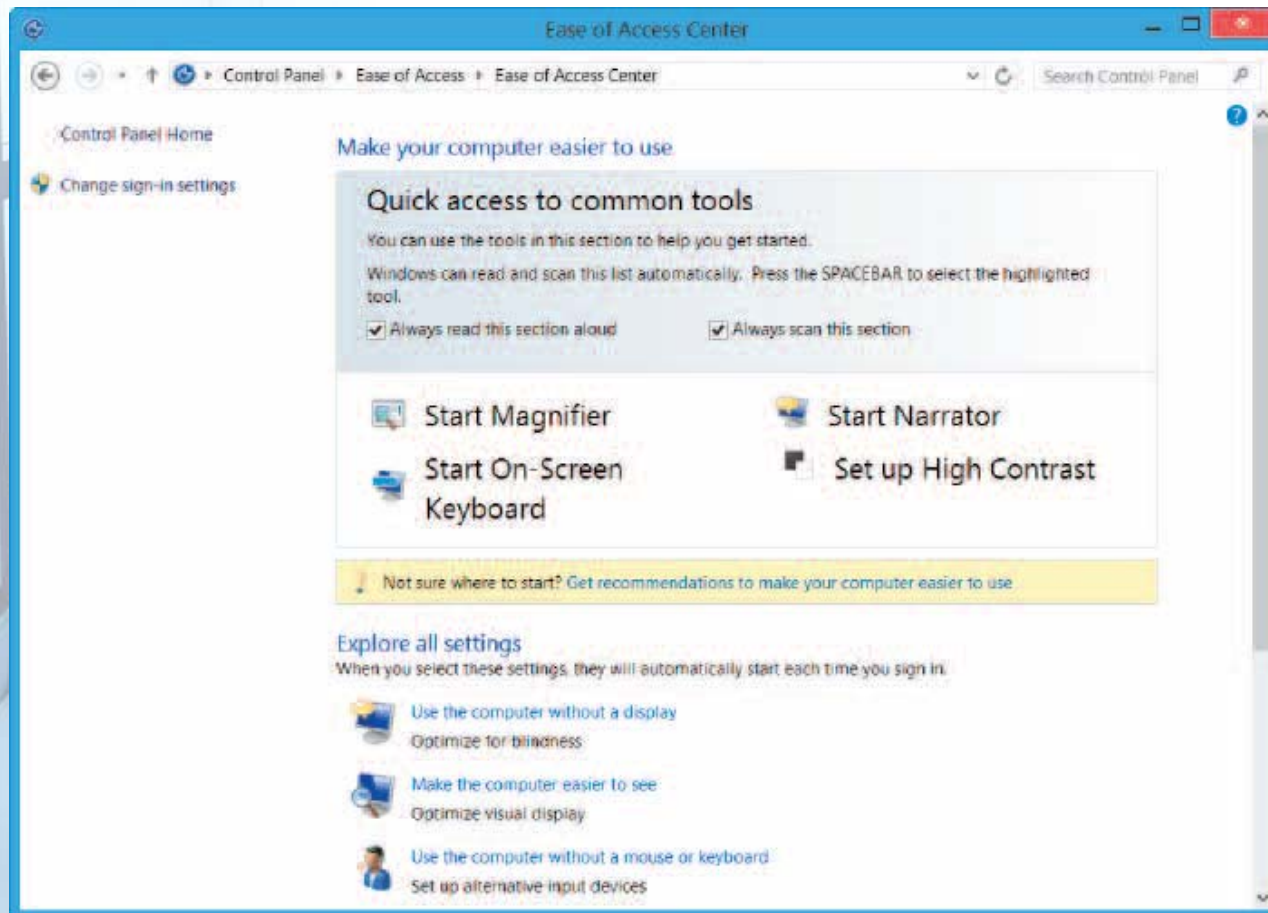 Ease of Access Center
Control Panel Ease of Access Ease of Access Center Search Control Panel
Control Panel Home
Change sign-in settings
Make your computer easier to use
Quick access to common tools
You can use the tools in this section to help you get started.
Windows can read and scan this list automatically. Press the SPACEBAR to select the highlighted
tool.
Always read this section aloud Always scan this section
Start Magnifier Start Narrator
Start On-Screen
Keyboard
Set up High Contrast
Not sure where to start? Get recommendations to make your computer easier to use
Explore all settings
When you select these settings, they will automatically start each time you sign in.
Use the computer without a display
Optimize for blindness
Make the computer easier to see
Optimize visual display
Use the computer without a mouse or keyboard
Set up alternative input devices